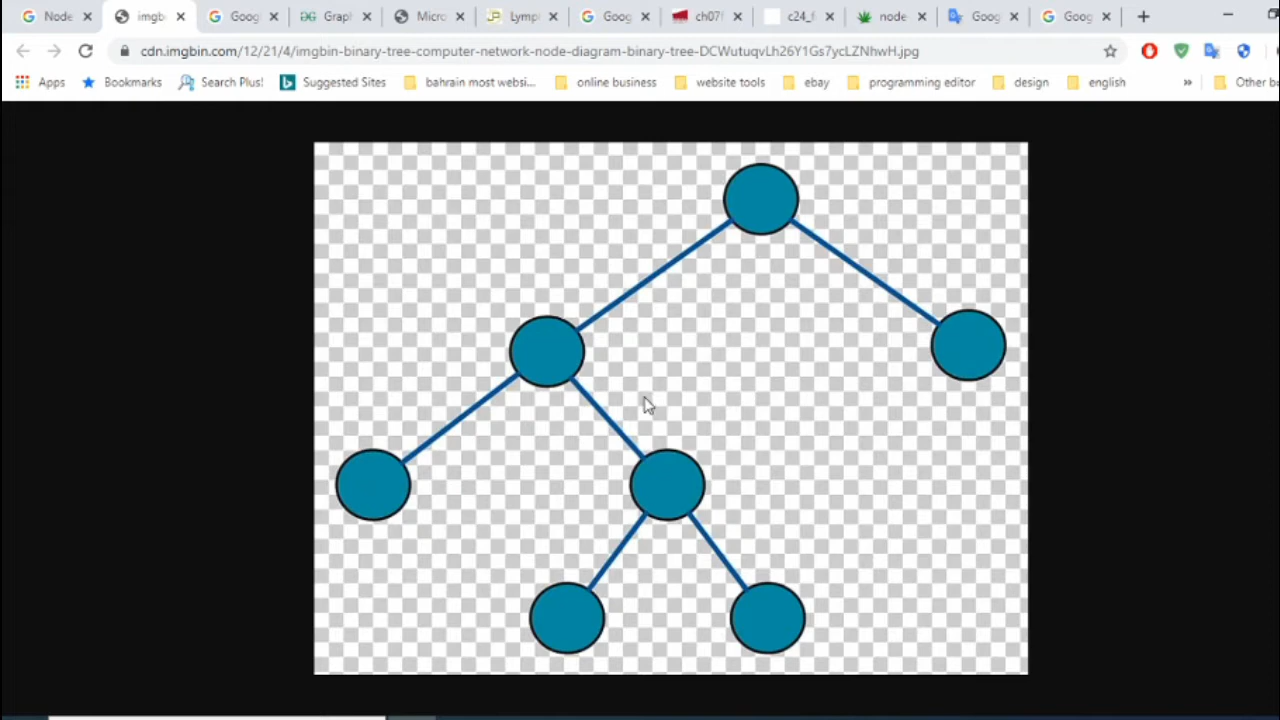 Node imgb Goog Grap Micro Lymp Goog ch07f c24_f node Goog Goog
cdn.imgbin.com/12/21/4/imgbin-binary-tree-computer-network-node-diagram-binary-tree-DCWutuqvLh26Y1Gs7ycLZNhwH.jpg
Apps Bookmarks Search Plus! Suggested Sites bahrain most websi... online business website tools ebay programming editor design english » Other b